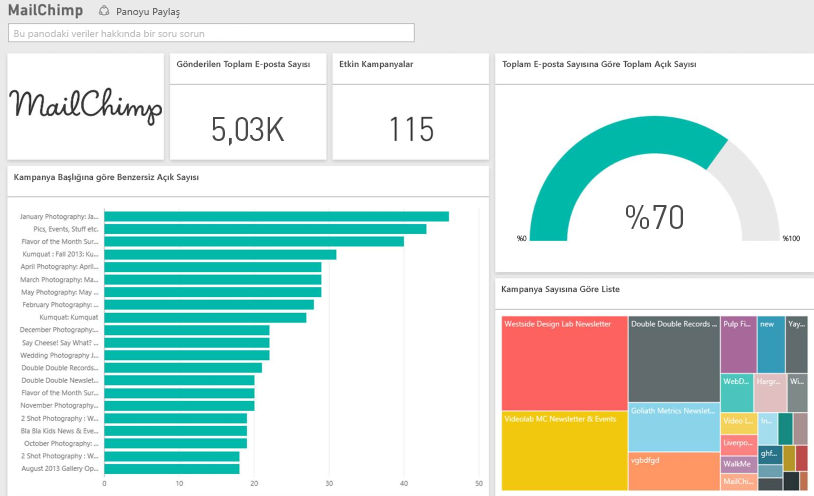 MailChimp
Panoyu Paylaş
Bu panodaki veriler hakkında bir soru sorun
MailChimp
Gönderilen Toplam E-posta Sayısı
5,03K
Etkin Kampanyalar
115
Toplam E-posta Sayısına Göre Toplam Açık Sayısı
%70
%0
%100
Kampanya Başlığına göre Benzersiz Açık Sayısı
January Photography: Ja...
Pics, Events, Stuff etc.
Flavor of the Month Sur...
Kumquat : Fall 2013: Ku...
April Photography: April...
March Photography: Ma...
May Photography: May ...
February Photography: ...
Kumquat: Kumquat
December Photography:...
Say Cheese! Say What? ...
Wedding Photography J...
Double Double Records...
Double Double Newslet...
Flavor of the Month Sur...
November Photography...
2 Shot Photography : W...
Bla Bla Kids News & Eve...
October Photography: ...
2 Shot Photography : W...
August 2013 Gallery Op...
0
10
20
30
40
50
Kampanya Sayısına Göre Liste
Westside Design Lab Newsletter
Double Double Records ...
Pulp Fi...
new
Yay...
WebD...
Hargr...
Wi...
Videolab MC Newsletter & Events
Goliath Metrics Newslet...
Video L...
In...
Liverpo...
vgbdfgd
WalkMe
ghf...
MailChi...